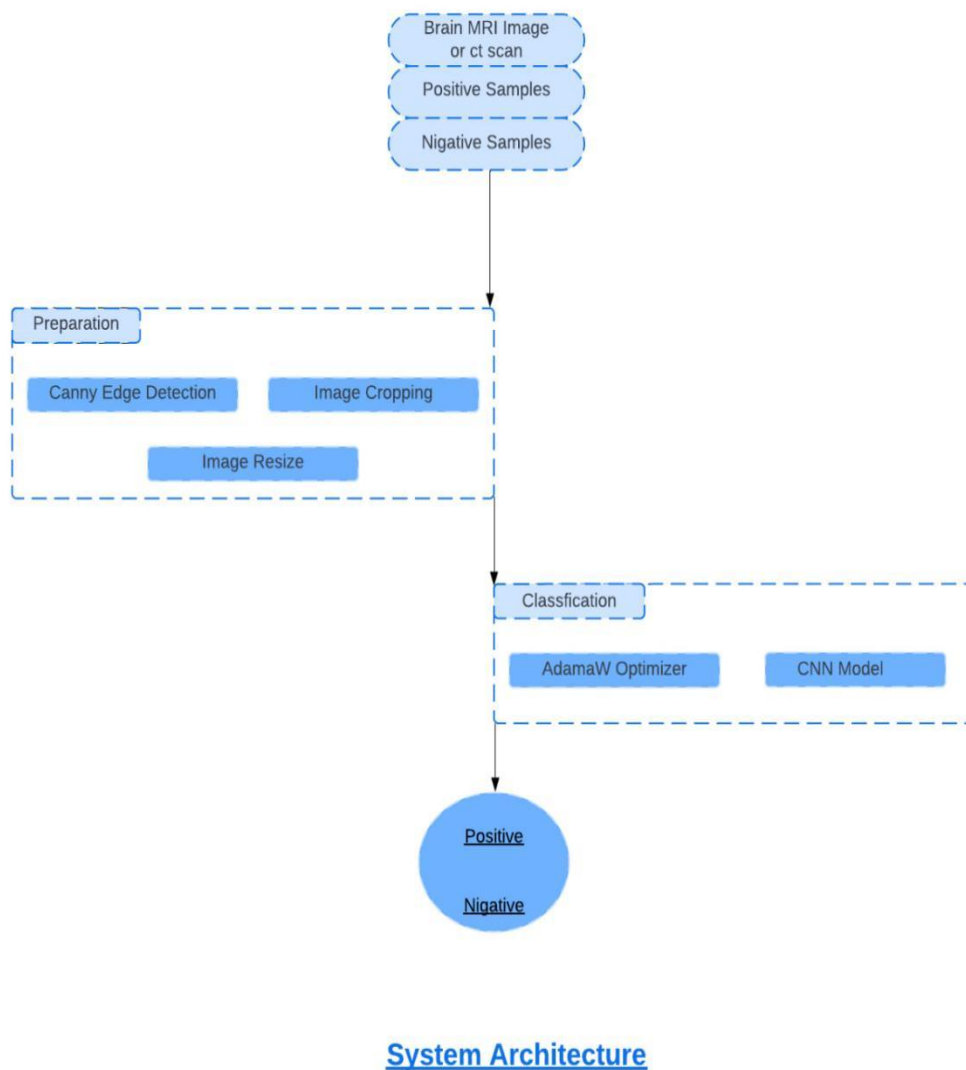 Brain MRI Image
or ct scan
Positive Samples
Nigative Samples
Preparation
Canny Edge Detection
Image Cropping
Image Resize
Classfication
AdamaW Optimizer
CNN Model
Positive
Nigative
System Architecture